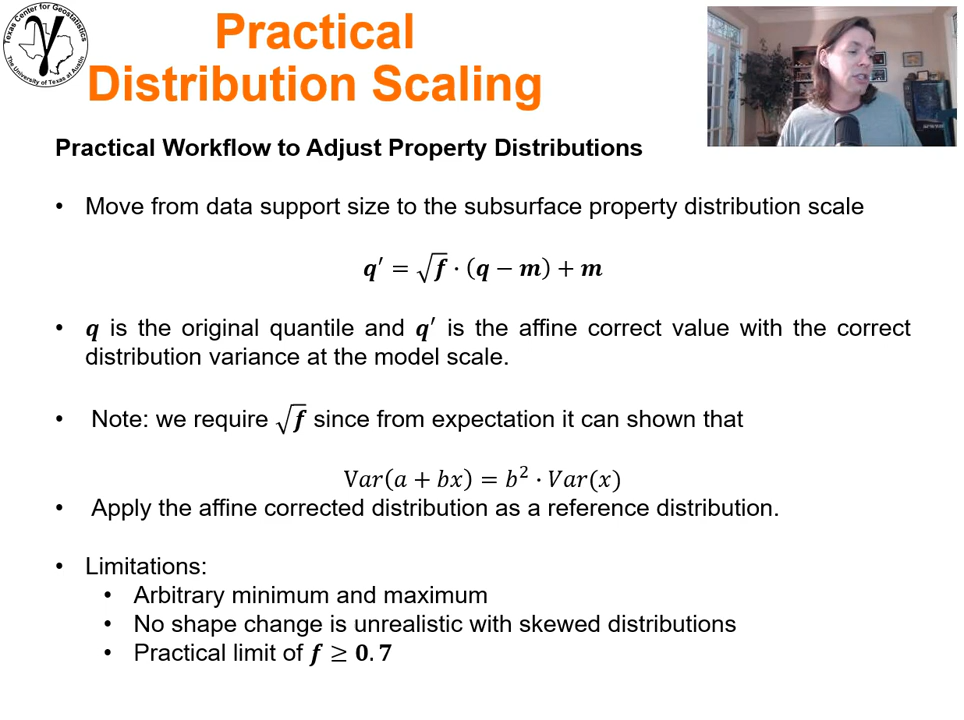 Texas Center for Geostatistics
The University of Texas at Austin
Practical
Distribution Scaling
Practical Workflow to Adjust Property Distributions
• Move from data support size to the subsurface property distribution scale
q′ = √f · (q − m) + m
• q is the original quantile and q′ is the affine correct value with the correct
distribution variance at the model scale.
• Note: we require √f since from expectation it can shown that
Var(a + bx) = b² · Var(x)
• Apply the affine corrected distribution as a reference distribution.
• Limitations:
• Arbitrary minimum and maximum
• No shape change is unrealistic with skewed distributions
• Practical limit of f ≥ 0.7